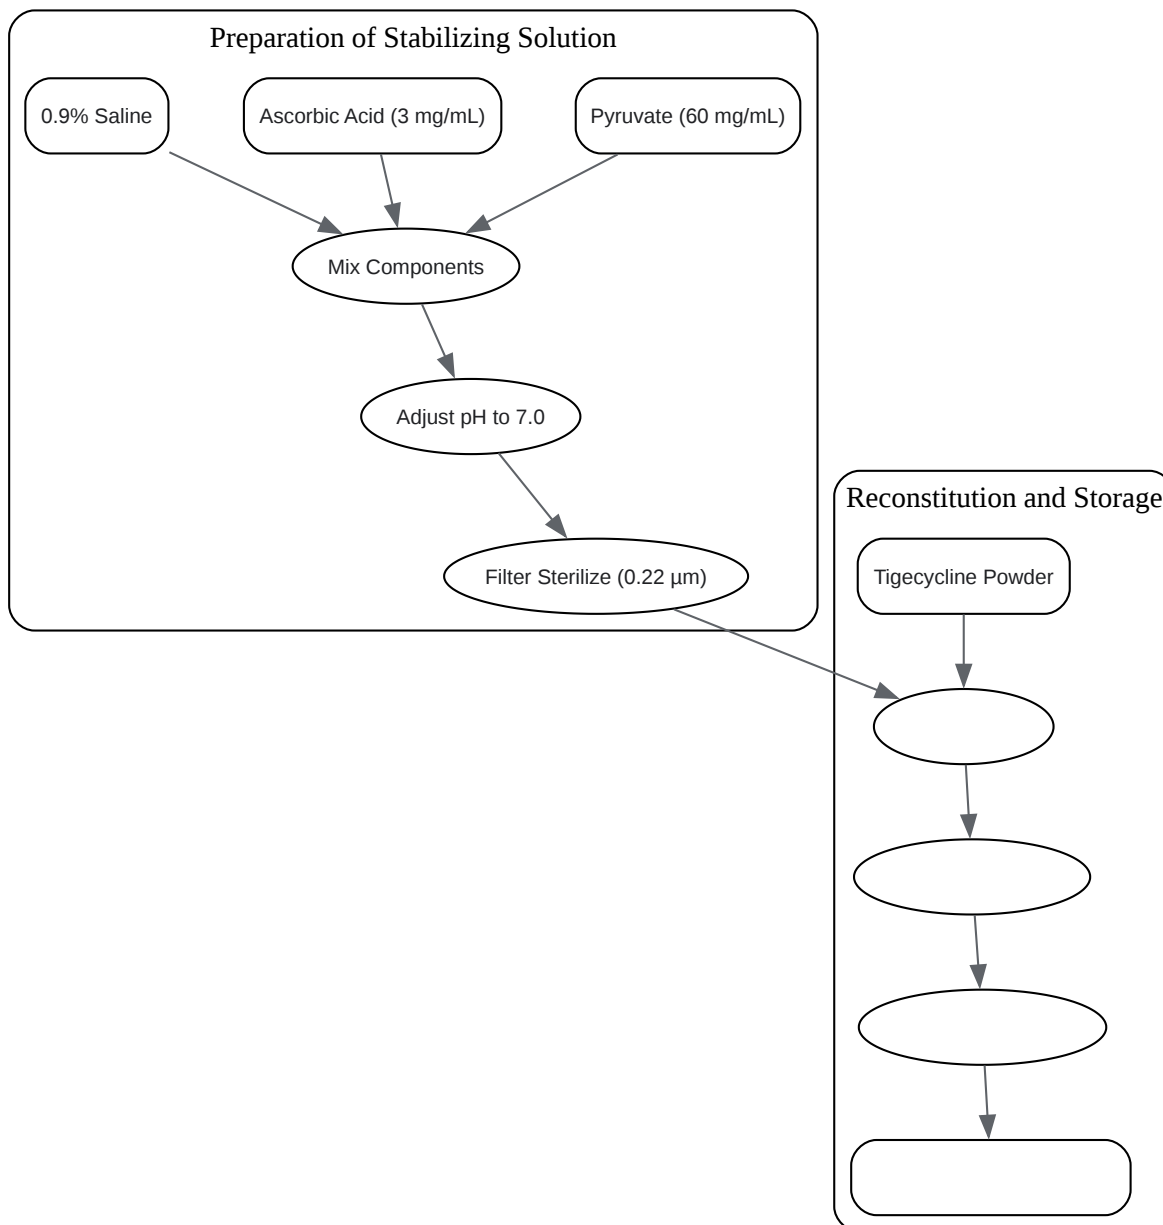 Preparation of Stabilizing Solution
0.9% Saline
Ascorbic Acid (3 mg/mL)
Pyruvate (60 mg/mL)
Mix Components
Adjust pH to 7.0
Filter Sterilize (0.22 µm)
Reconstitution and Storage
Tigecycline Powder